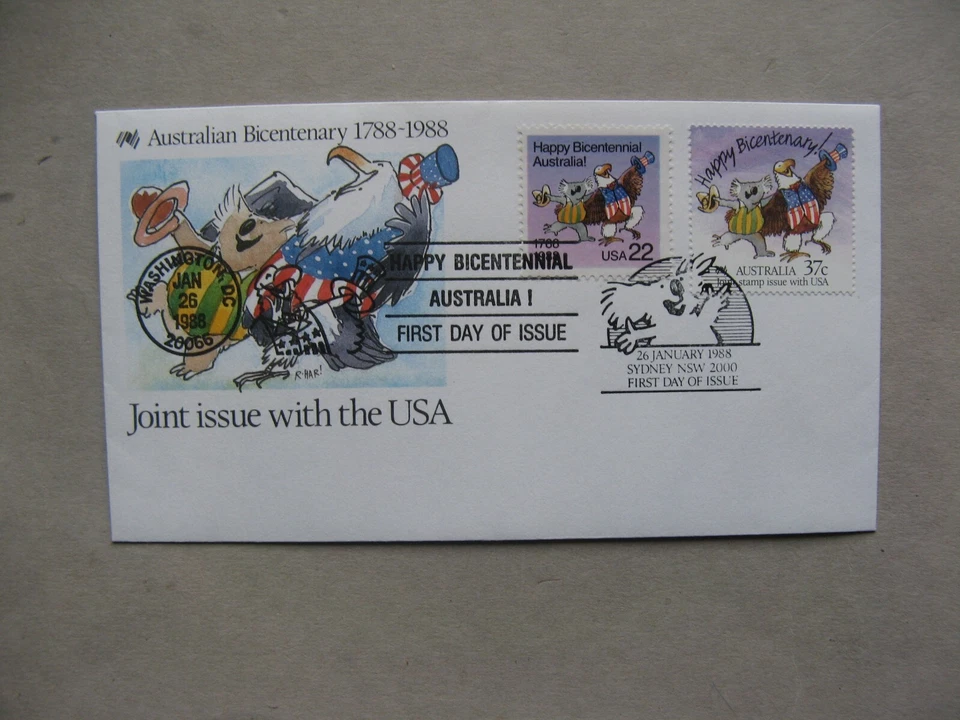 Australian Bicentenary 1788-1988
Happy Bicentennial
Australia!
1788
USA 22
Happy Bicentenary!
AUSTRALIA 37c
Joint stamp issue with USA
WASHINGTON, DC
JAN
26
1988
20066
HAPPY BICENTENNIAL
AUSTRALIA !
FIRST DAY OF ISSUE
26 JANUARY 1988
SYDNEY NSW 2000
FIRST DAY OF ISSUE
R·HAR!
Joint issue with the USA